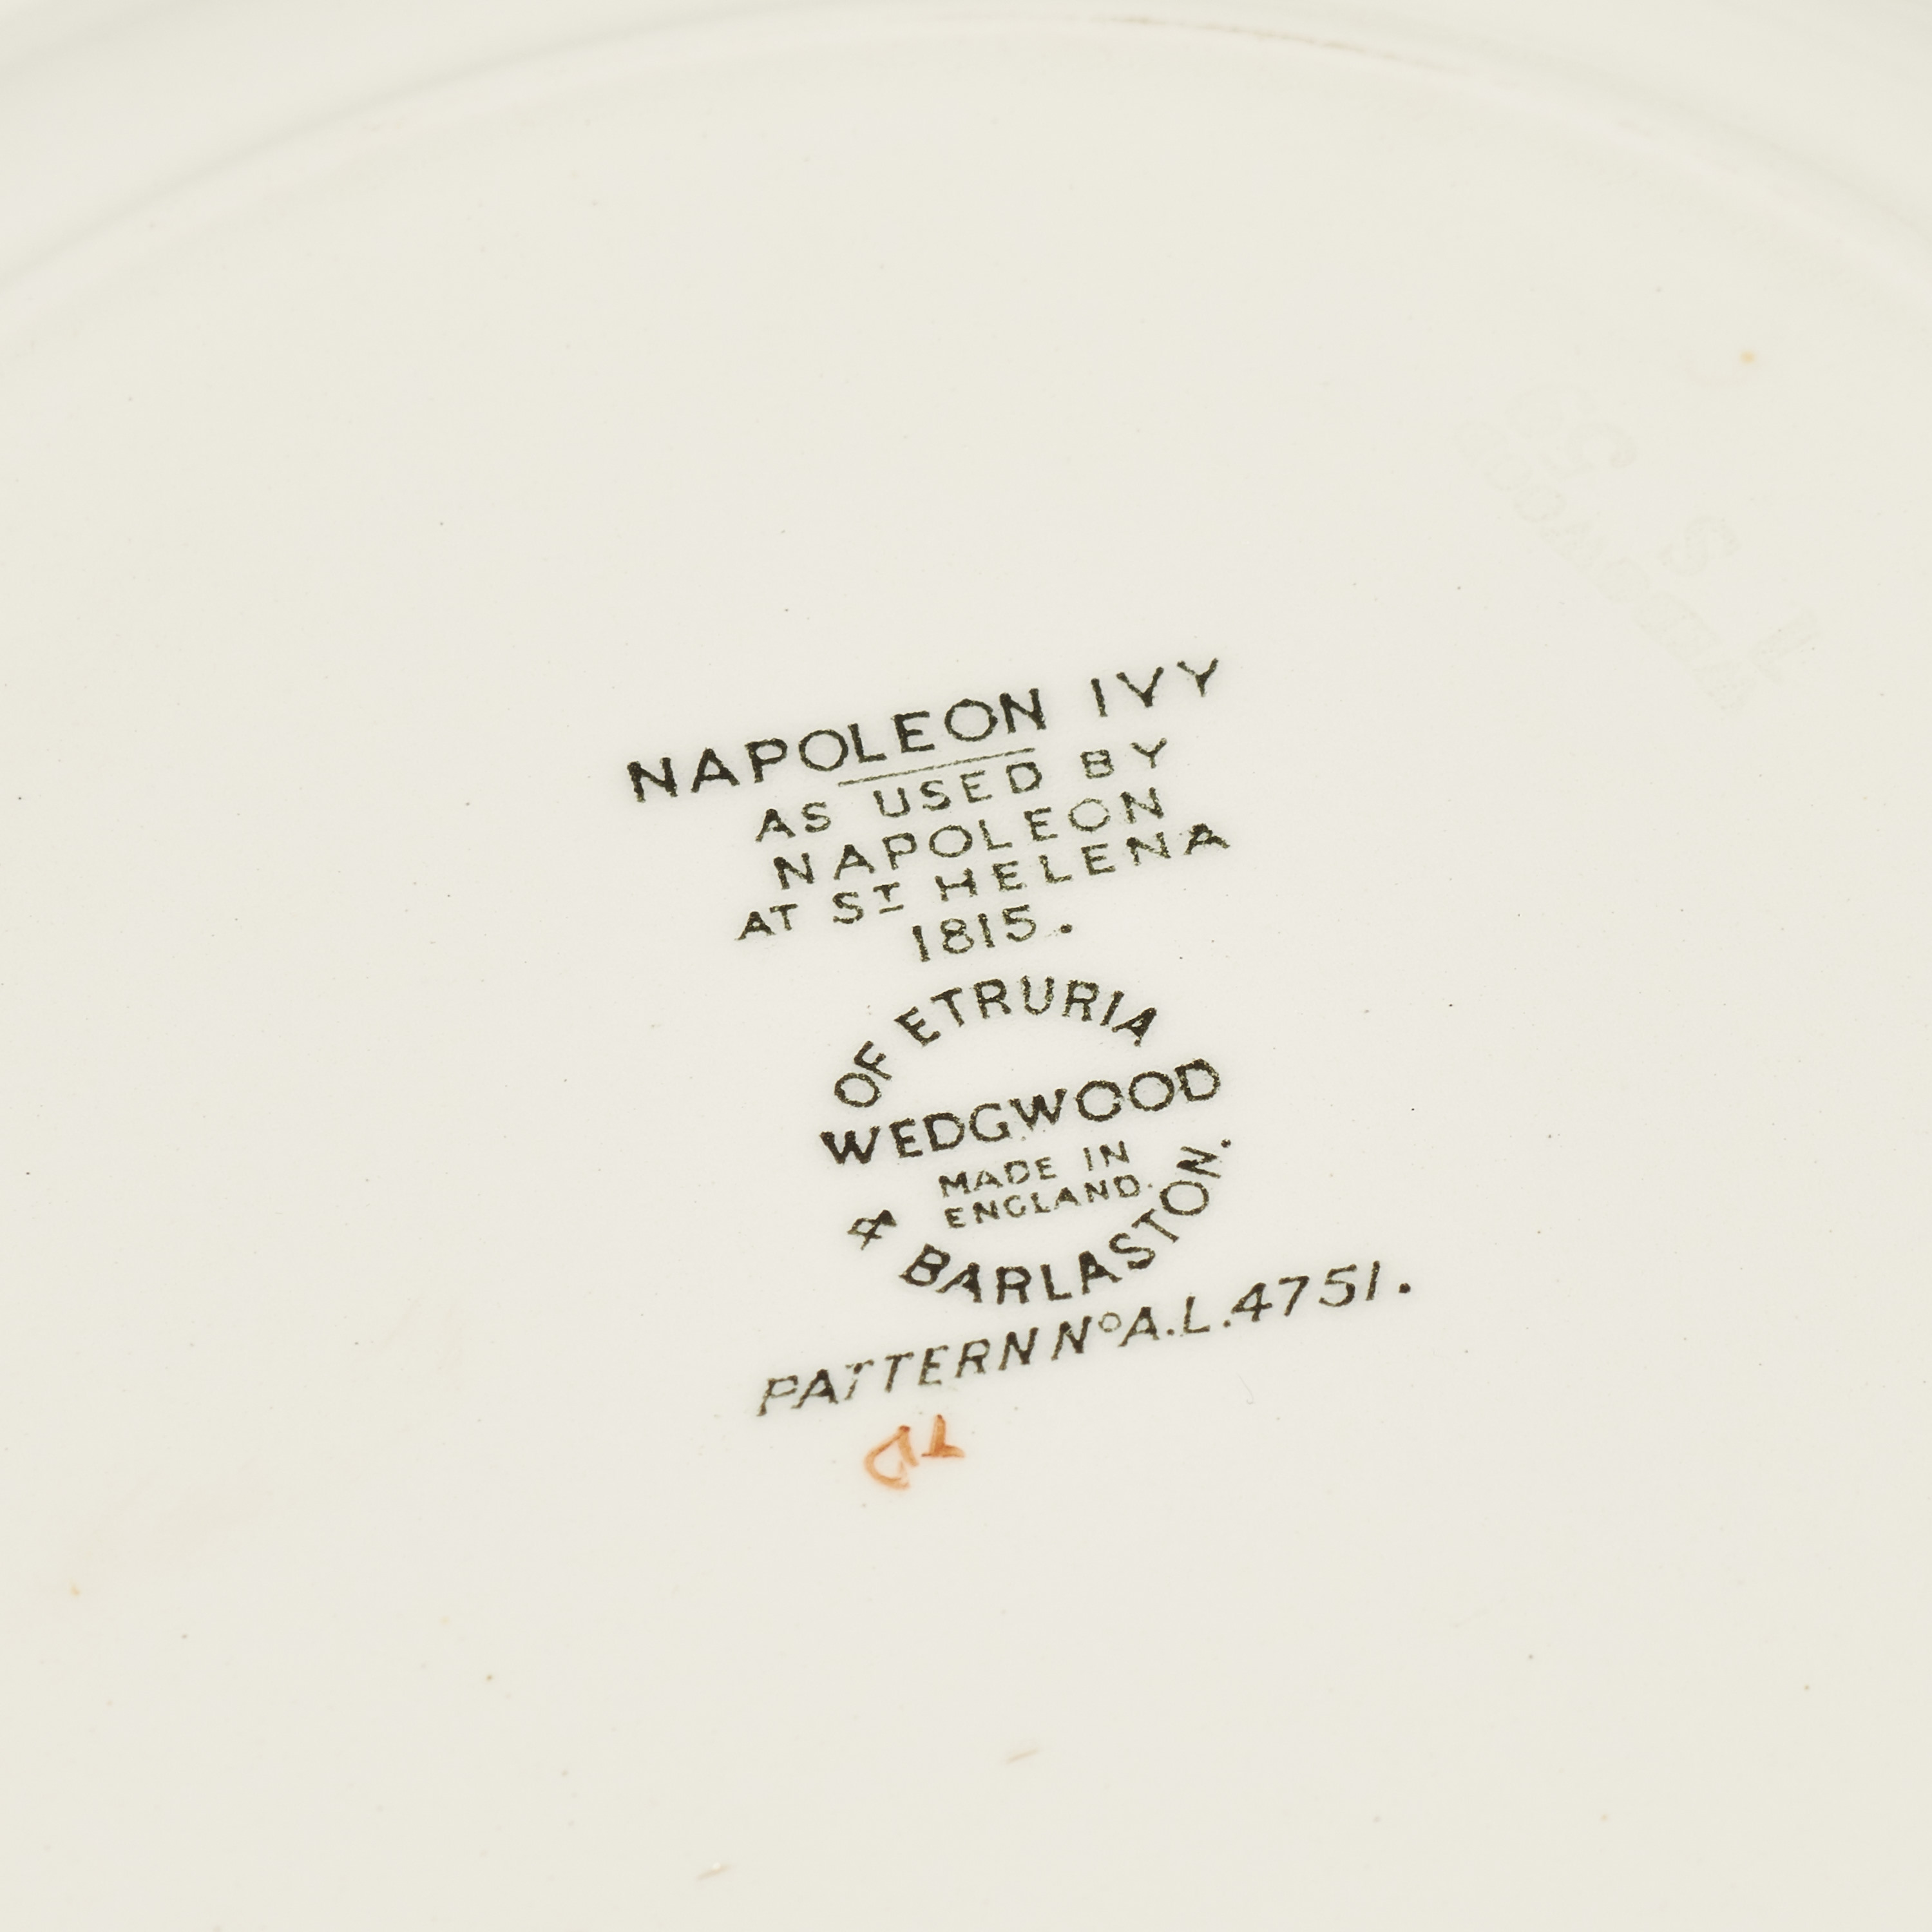 NAPOLEON IVY
AS USED BY
NAPOLEON
AT ST HELENA
1815.
OF ETRURIA
WEDGWOOD
MADE IN
ENGLAND.
& BARLASTON.
PATTERN No A.L.4751.